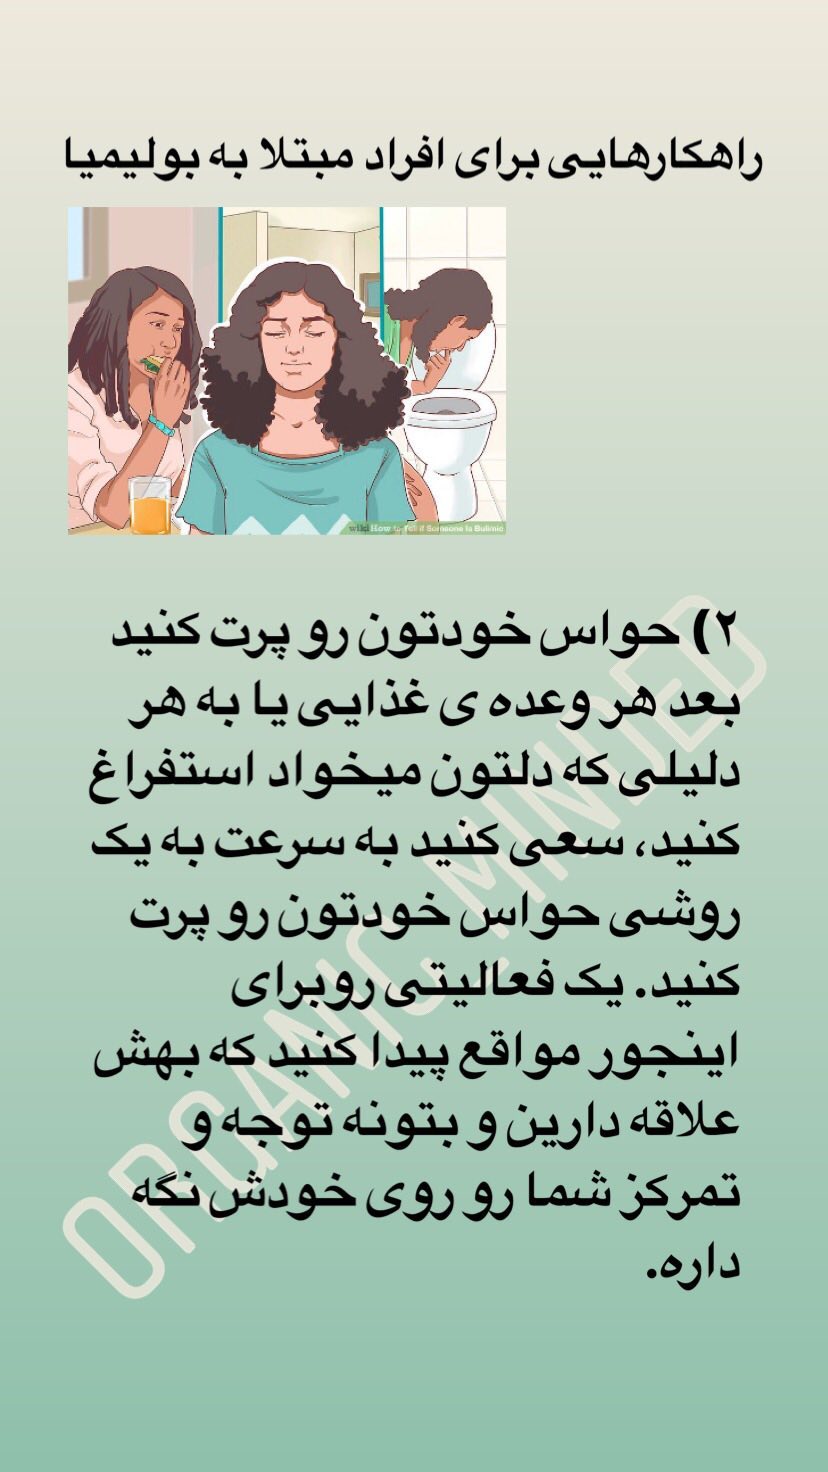 راهکارهایی برای افراد مبتلا به بولیمیا
wiki How to Tell if Someone Is Bulimic
۲) حواس خودتون رو پرت کنید
بعد هر وعده ی غذایی یا به هر
دلیلی که دلتون میخواد استفراغ
کنید، سعی کنید به سرعت به یک
روشی حواس خودتون رو پرت
کنید. یک فعالیتی روبرای
اینجور مواقع پیدا کنید که بهش
علاقه دارین و بتونه توجه و
تمرکز شما رو روی خودش نگه
داره.
ORGANIC_MINDED